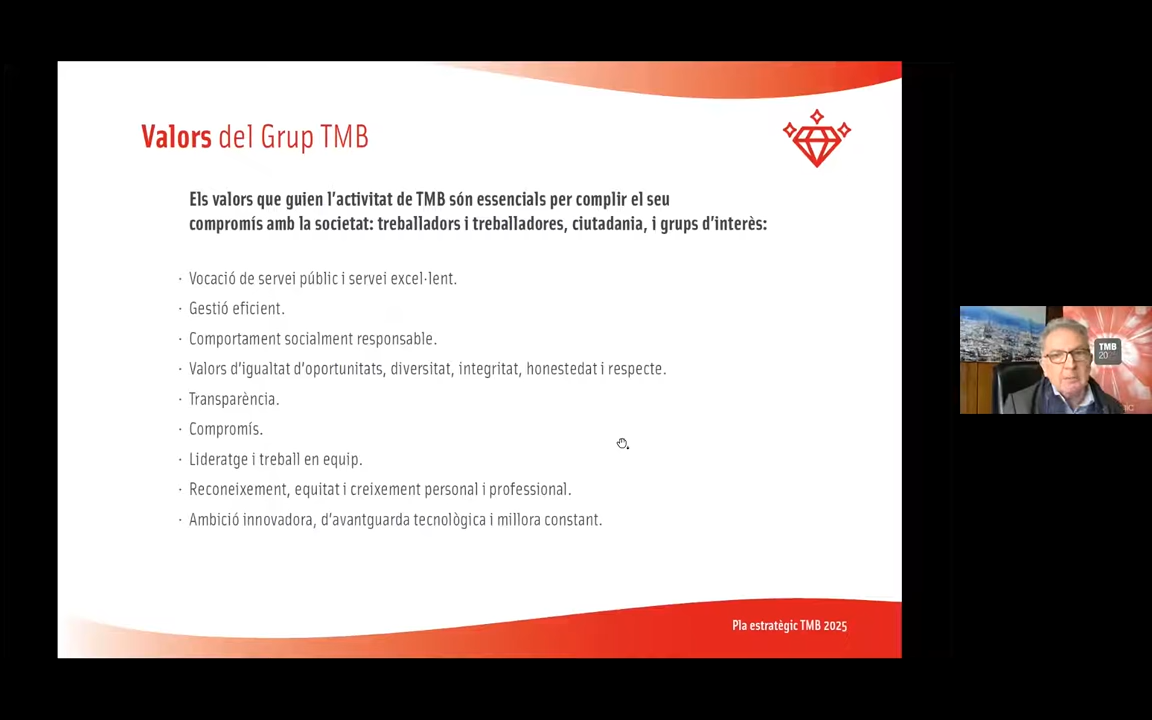 Valors del Grup TMB
Els valors que guien l'activitat de TMB són essencials per complir el seu
compromís amb la societat: treballadors i treballadores, ciutadania, i grups d'interès:
· Vocació de servei públic i servei excel·lent.
· Gestió eficient.
· Comportament socialment responsable.
· Valors d'igualtat d'oportunitats, diversitat, integritat, honestedat i respecte.
· Transparència.
· Compromís.
· Lideratge i treball en equip.
· Reconeixement, equitat i creixement personal i professional.
· Ambició innovadora, d'avantguarda tecnològica i millora constant.
Pla estratègic TMB 2025
TMB
20